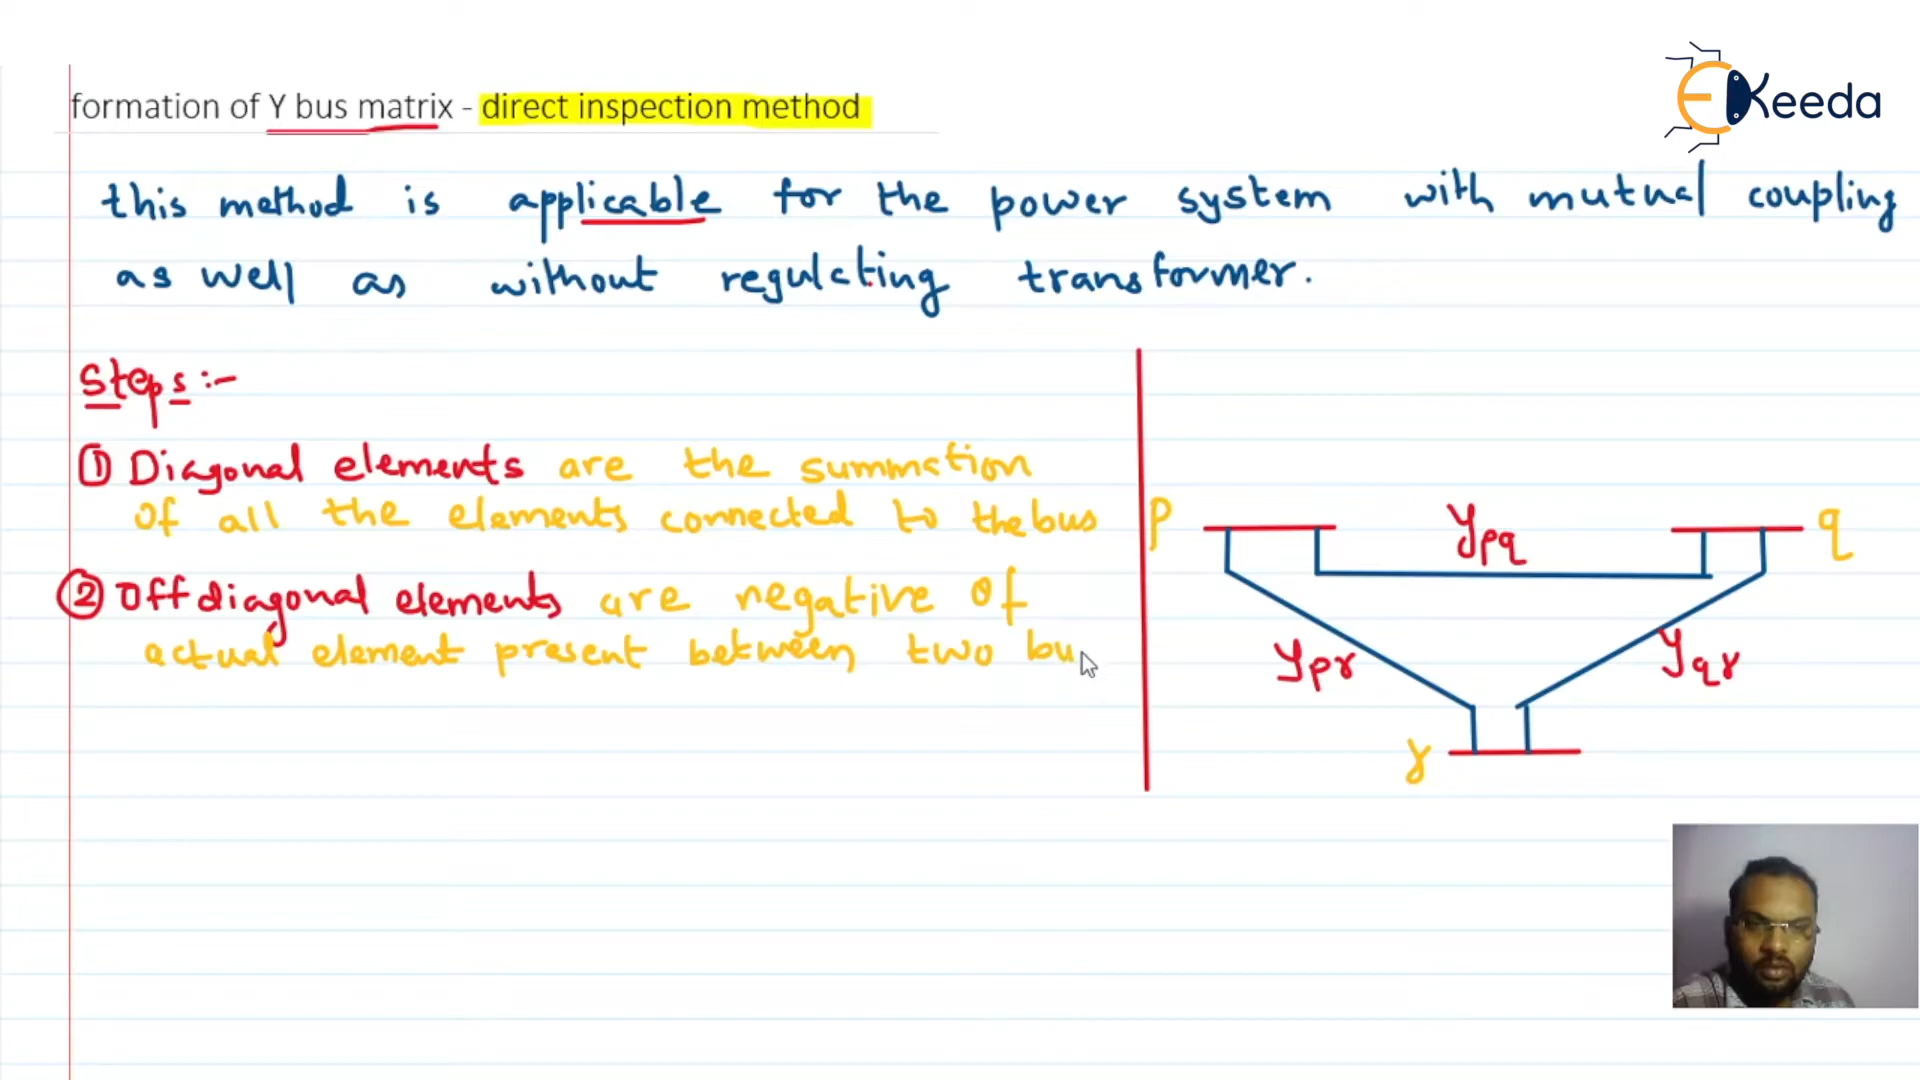 formation of Y bus matrix - direct inspection method
EKeeda
this method is applicable for the power system with mutual coupling
as well as without regulating transformer.
Steps :-
① Diagonal elements are the summation
of all the elements connected to the bus
② Off diagonal elements are negative of
actual element present between two bu
p
ypq
q
ypr
yqr
r